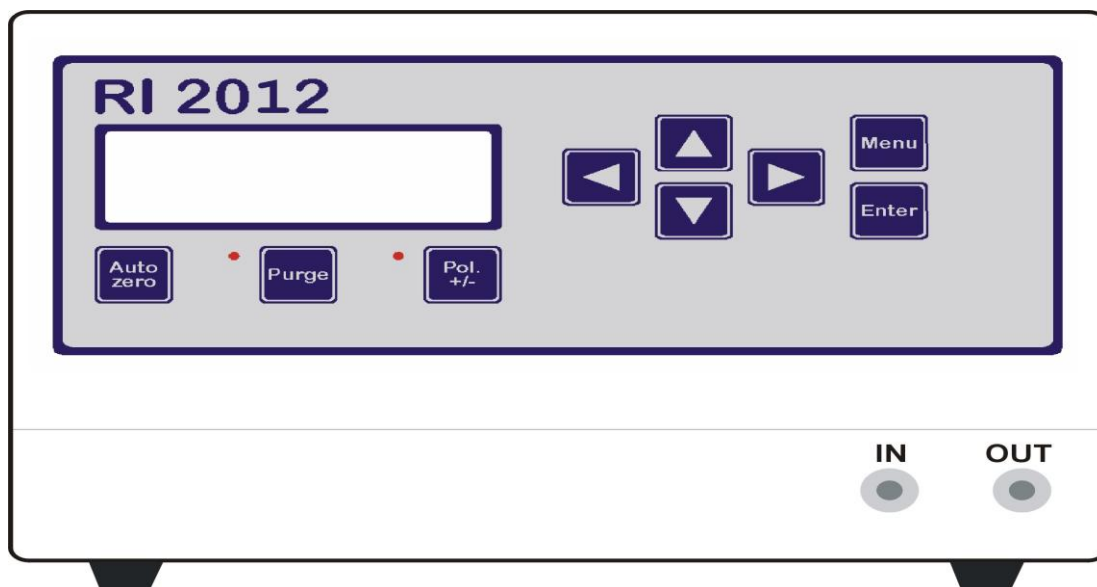 RI 2012
Menu
Enter
Auto
zero
Purge
Pol.
+/-
IN
OUT